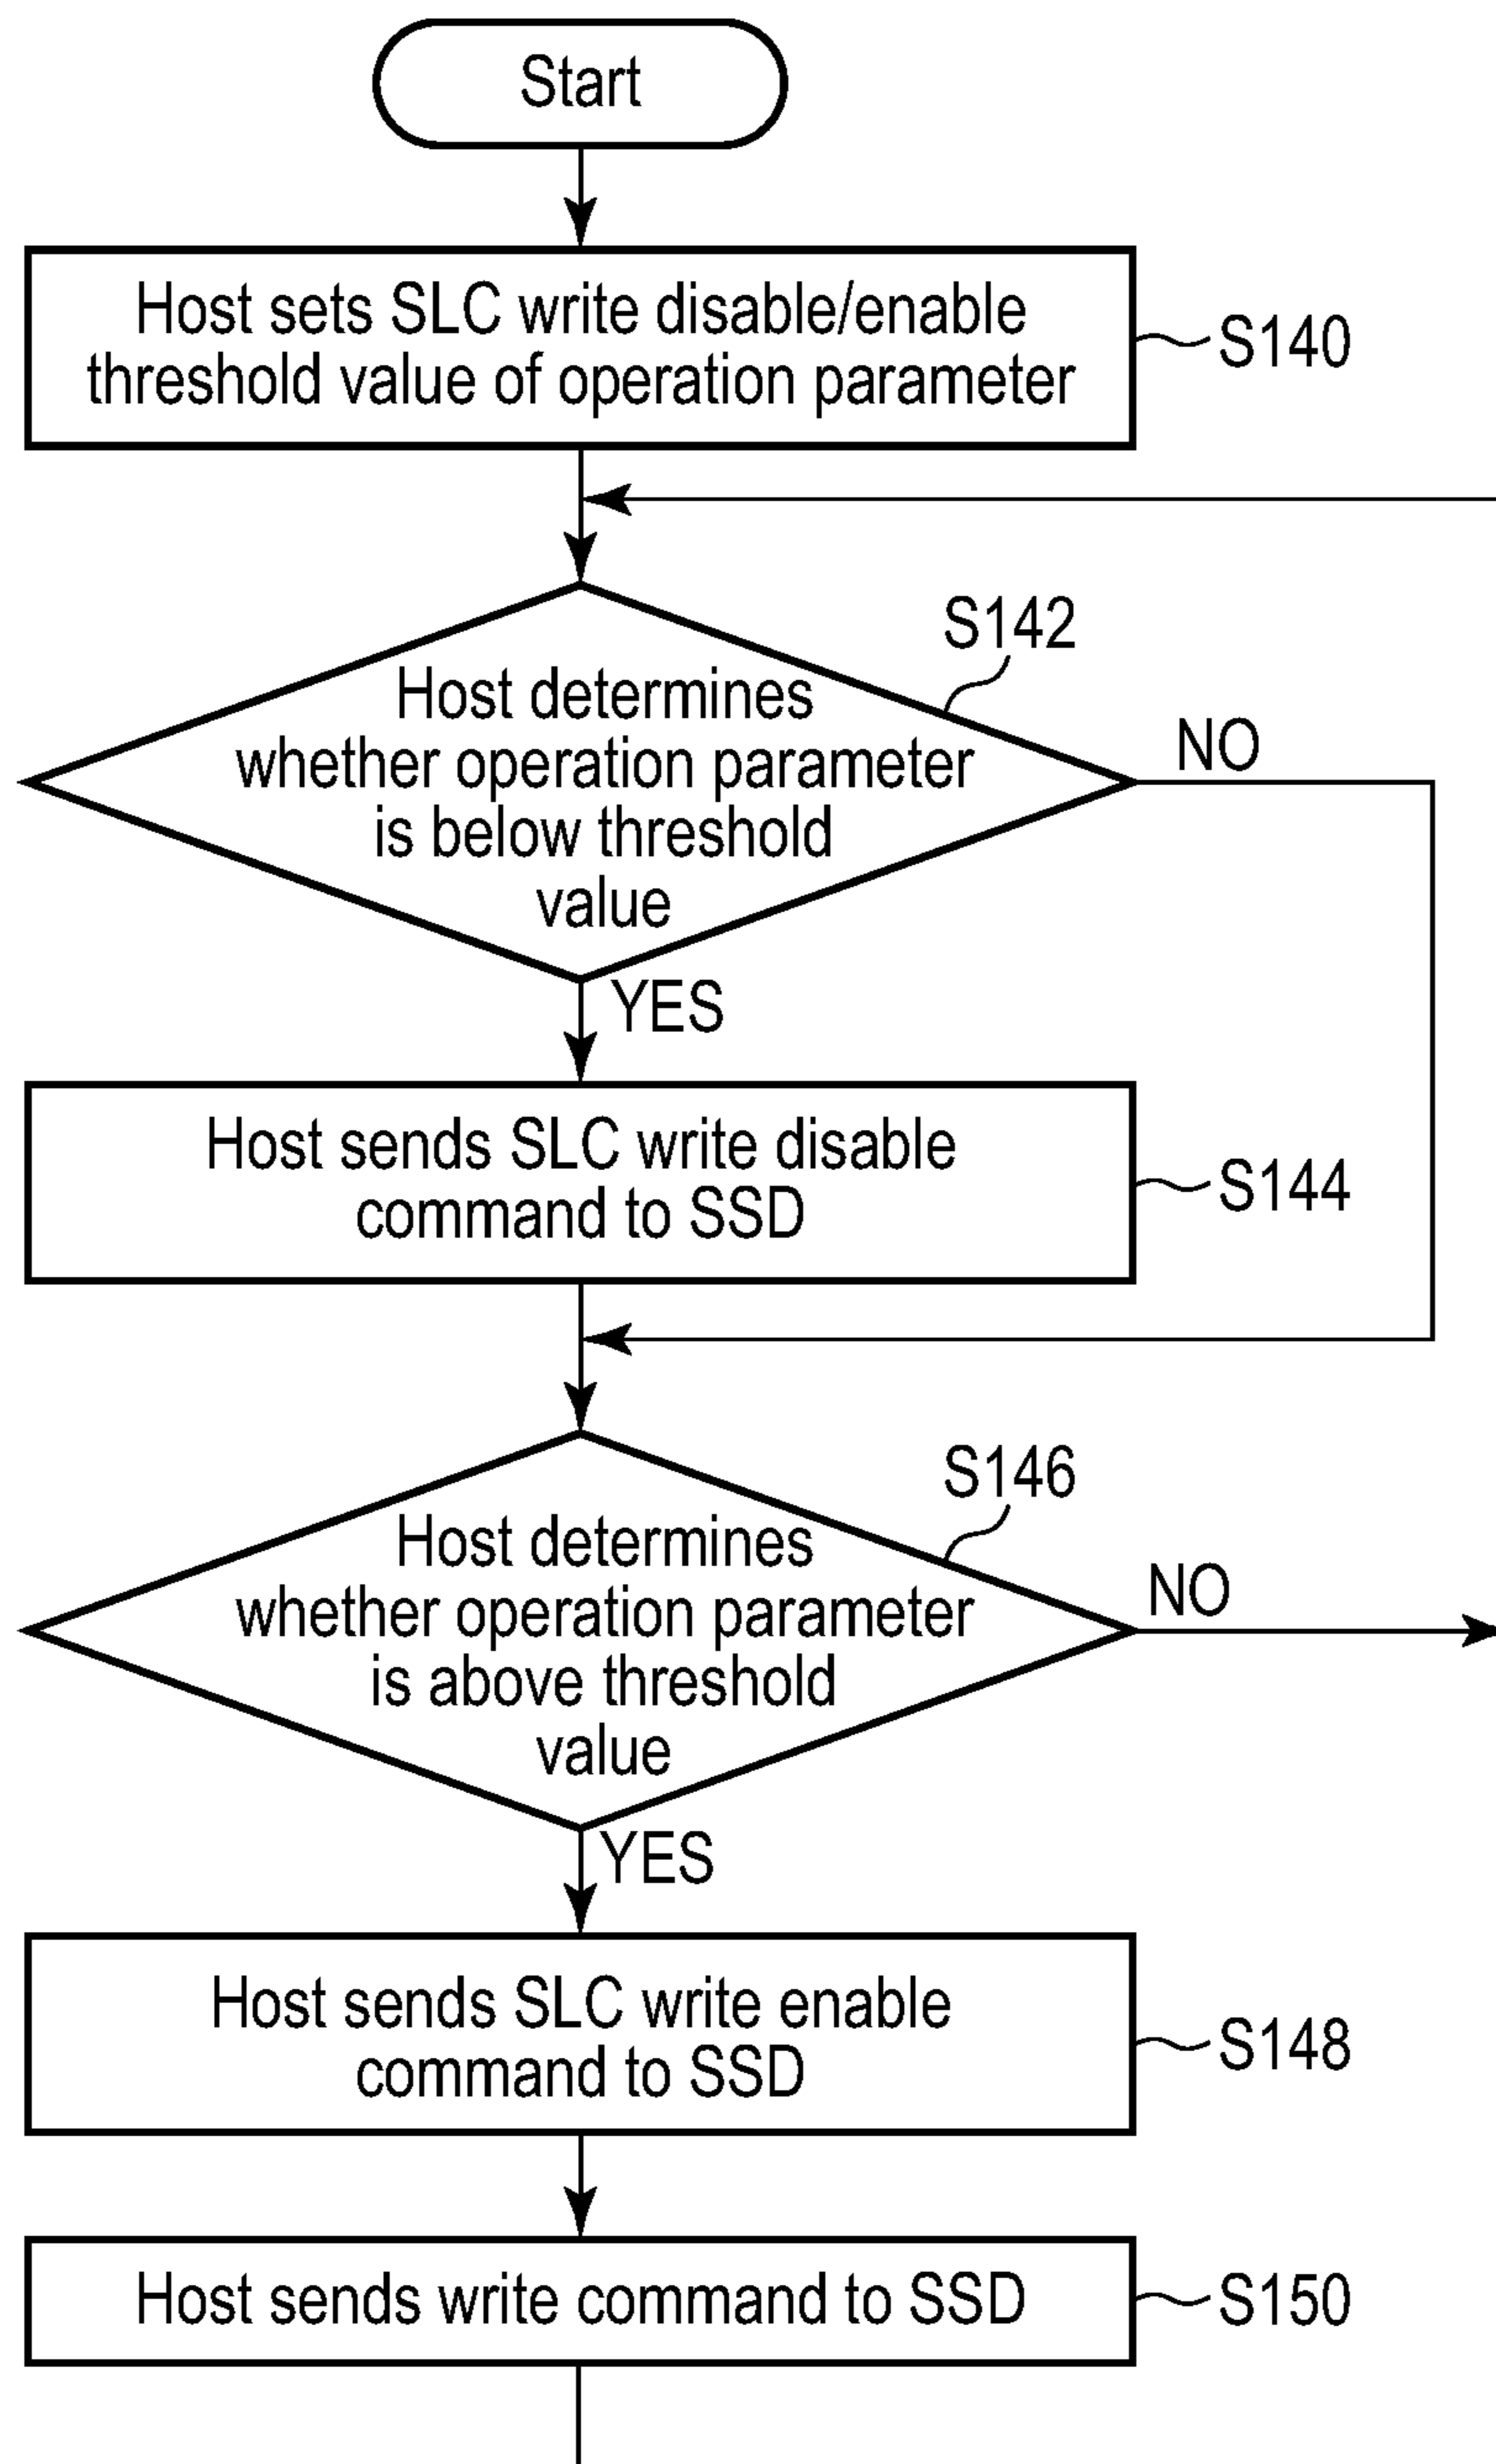 Start
Host sets SLC write disable/enable
threshold value of operation parameter
S140
S142
Host determines
whether operation parameter
is below threshold
value
NO
YES
Host sends SLC write disable
command to SSD
S144
S146
Host determines
whether operation parameter
is above threshold
value
NO
YES
Host sends SLC write enable
command to SSD
S148
Host sends write command to SSD
S150